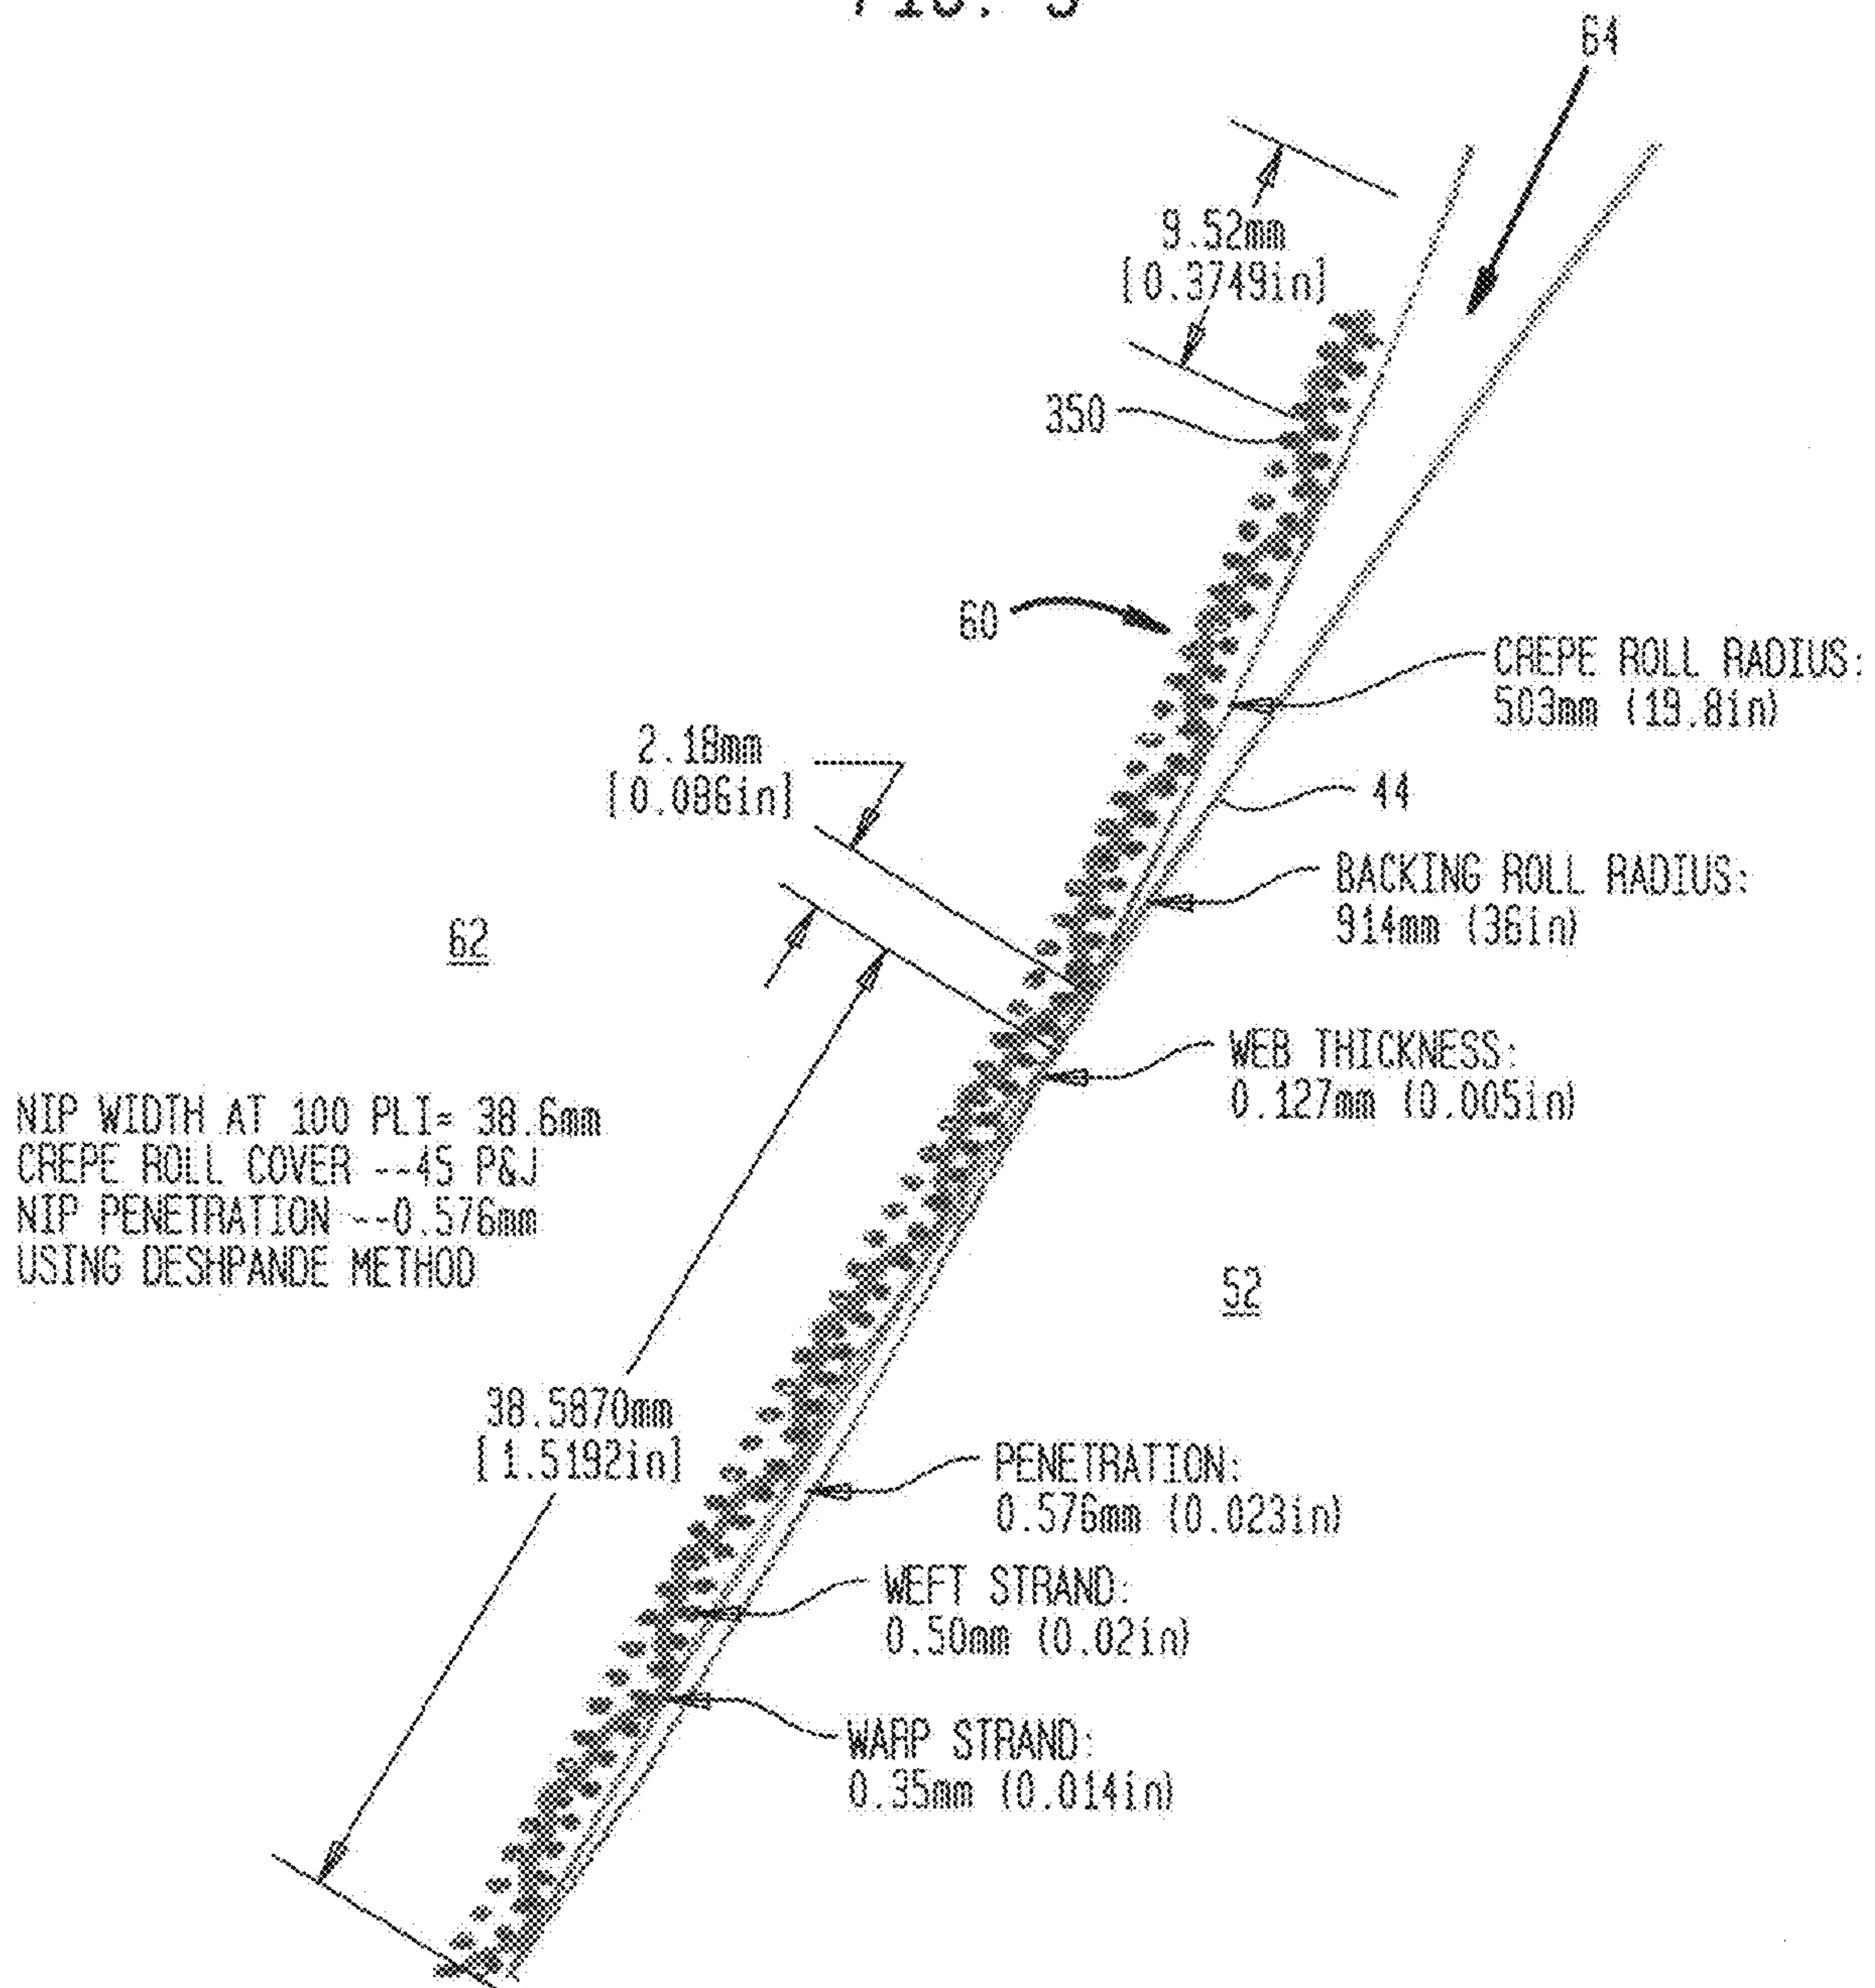 FIG. 5
64
9.52mm
[0.3749in]
350
60
CREPE ROLL RADIUS:
503mm (19.8in)
2.18mm
[0.086in]
44
BACKING ROLL RADIUS:
914mm (36in)
62
WEB THICKNESS:
0.127mm (0.005in)
NIP WIDTH AT 100 PLI= 38.6mm
CREPE ROLL COVER --45 P&J
NIP PENETRATION --0.576mm
USING DESHPANDE METHOD
52
38.5870mm
[1.5192in]
PENETRATION:
0.576mm (0.023in)
WEFT STRAND:
0.50mm (0.02in)
WARP STRAND:
0.35mm (0.014in)